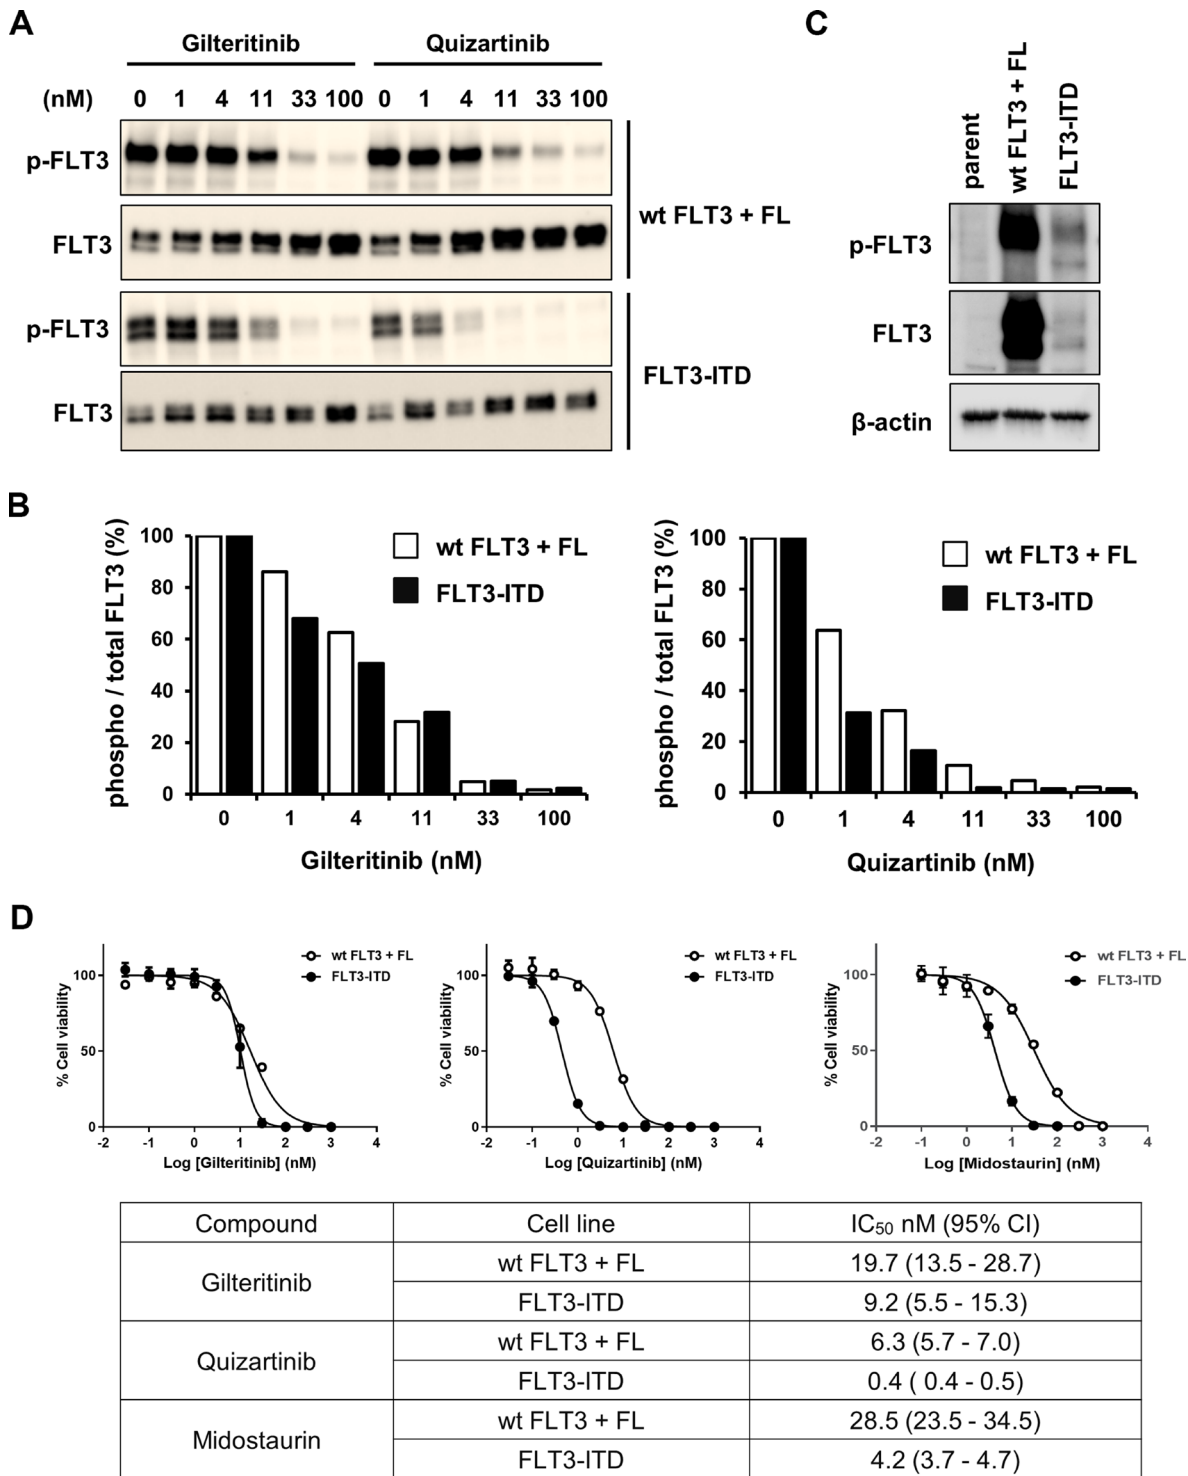 A
Gilteritinib Quizartinib
(nM) 0 1 4 11 33 100 0 1 4 11 33 100
p-FLT3
FLT3
wt FLT3 + FL
p-FLT3
FLT3
FLT3-ITD
C
parent
wt FLT3 + FL
FLT3-ITD
p-FLT3
FLT3
β-actin
B
phospho / total FLT3 (%)
100
80
60
40
20
0
wt FLT3 + FL
FLT3-ITD
0 1 4 11 33 100
Gilteritinib (nM)
phospho / total FLT3 (%)
100
80
60
40
20
0
wt FLT3 + FL
FLT3-ITD
0 1 4 11 33 100
Quizartinib (nM)
D
% Cell viability
100
50
0
wt FLT3 + FL
FLT3-ITD
-2 -1 0 1 2 3 4
Log [Gilteritinib] (nM)
% Cell viability
100
50
0
wt FLT3 + FL
FLT3-ITD
-2 -1 0 1 2 3 4
Log [Quizartinib] (nM)
% Cell viability
100
50
0
wt FLT3 + FL
FLT3-ITD
-2 -1 0 1 2 3 4
Log [Midostaurin] (nM)
Compound Cell line IC50 nM (95% CI)
Gilteritinib
wt FLT3 + FL 19.7 (13.5 - 28.7)
FLT3-ITD 9.2 (5.5 - 15.3)
Quizartinib
wt FLT3 + FL 6.3 (5.7 - 7.0)
FLT3-ITD 0.4 ( 0.4 - 0.5)
Midostaurin
wt FLT3 + FL 28.5 (23.5 - 34.5)
FLT3-ITD 4.2 (3.7 - 4.7)